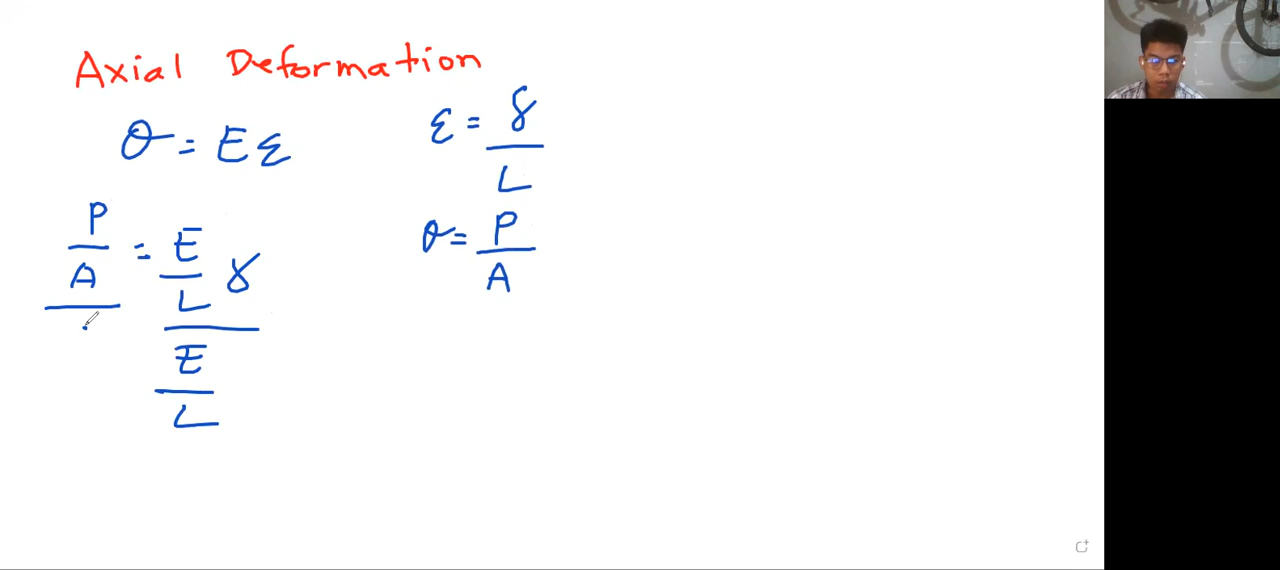 Axial Deformation
σ = Eε
ε = δ
L
P
A
= E
L
δ
E
L
σ = P
A